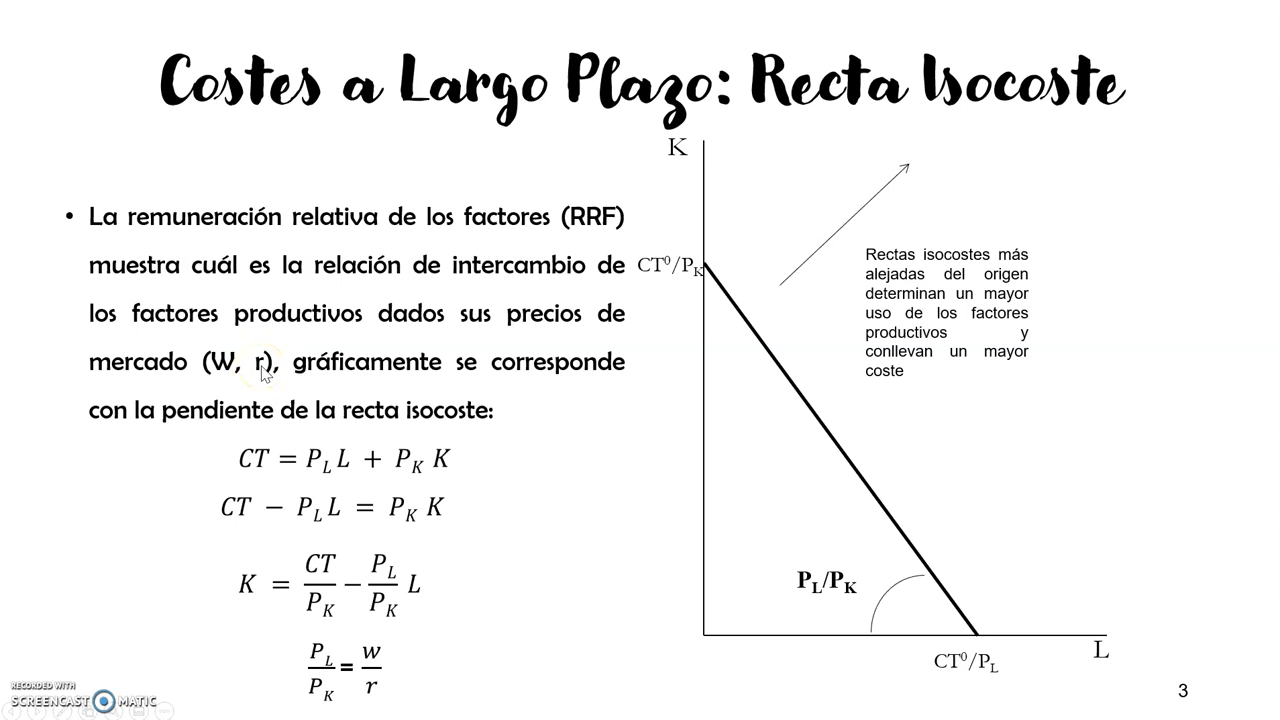 Costes a Largo Plazo: Recta Isocoste
• La remuneración relativa de los factores (RRF)
muestra cuál es la relación de intercambio de
los factores productivos dados sus precios de
mercado (W, r), gráficamente se corresponde
con la pendiente de la recta isocoste:
CT = P_L L + P_K K
CT − P_L L = P_K K
K = CT/P_K − P_L/P_K L
P_L/P_K = w/r
K
CT⁰/P_K
Rectas isocostes más
alejadas del origen
determinan un mayor
uso de los factores
productivos y
conllevan un mayor
coste
P_L/P_K
L
CT⁰/P_L
RECORDED WITH
SCREENCAST MATIC
3